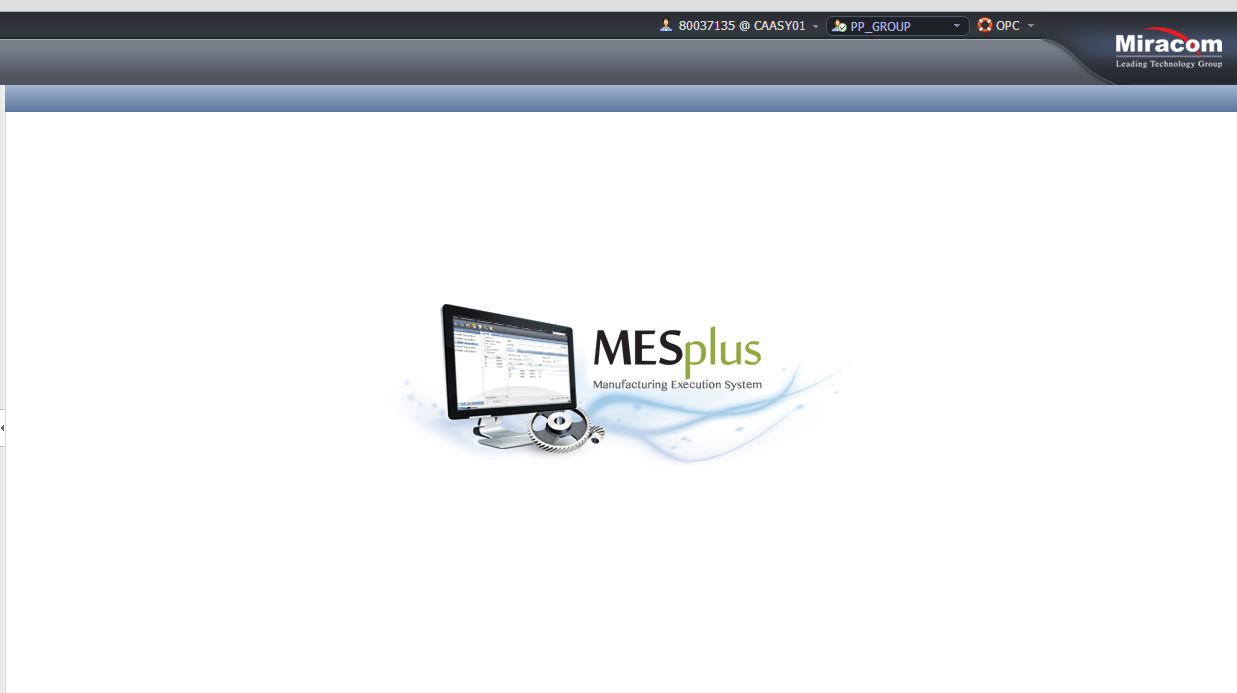 80037135 @ CAASY01 PP_GROUP OPC
Miracom
Leading Technology Group
MESplus
Manufacturing Execution System